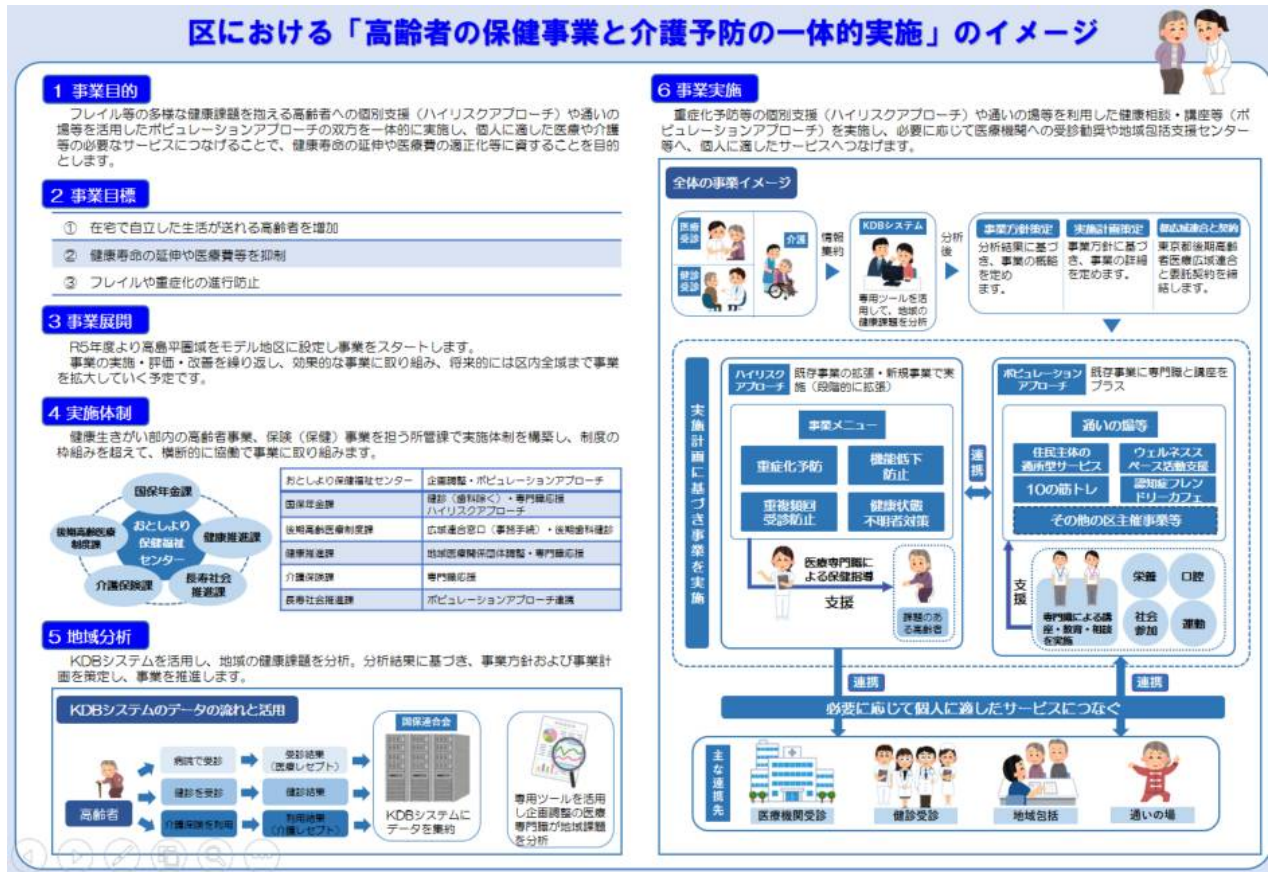 区における「高齢者の保健事業と介護予防の一体的実施」のイメージ
1 事業目的
フレイル等の多様な健康課題を抱える高齢者への個別支援（ハイリスクアプローチ）や通いの
場等を活用したポピュレーションアプローチの双方を一体的に実施し、個人に適した医療や介護
等の必要なサービスにつなげることで、健康寿命の延伸や医療費の適正化等に資することを目的
とします。
2 事業目標
① 在宅で自立した生活が送れる高齢者を増加
② 健康寿命の延伸や医療費等を抑制
③ フレイルや重症化の進行防止
3 事業展開
R5年度より高島平圏域をモデル地区に設定し事業をスタートします。
事業の実施・評価・改善を繰り返し、効果的な事業に取り組み、将来的には区内全域まで事業
を拡大していく予定です。
4 実施体制
健康生きがい部内の高齢者事業、保険（保健）事業を担う所管課で実施体制を構築し、制度の
枠組みを超えて、横断的に協働で事業に取り組みます。
国保年金課
後期高齢医療
制度課
おとしより
保健福祉
センター
健康推進課
介護保険課
長寿社会
推進課
おとしより保健福祉センター 企画調整・ポピュレーションアプローチ
国保年金課 健診（歯科除く）・専門職応援
ハイリスクアプローチ
後期高齢医療制度課 広域連合窓口（事務手続）・後期歯科健診
健康推進課 地域医療関係団体調整・専門職応援
介護保険課 専門職応援
長寿社会推進課 ポピュレーションアプローチ連携
5 地域分析
KDBシステムを活用し、地域の健康課題を分析。分析結果に基づき、事業方針および事業計
画を策定し、事業を推進します。
KDBシステムのデータの流れと活用
高齢者
病院で受診
受診結果
（医療レセプト）
健診を受診
健診結果
介護保険を利用
利用結果
（介護レセプト）
国保連合会
KDBシステムに
データを集約
専用ツールを活用
し企画調整の医療
専門職が地域課題
を分析
6 事業実施
重症化予防等の個別支援（ハイリスクアプローチ）や通いの場等を利用した健康相談・講座等（ポ
ピュレーションアプローチ）を実施し、必要に応じて医療機関への受診勧奨や地域包括支援センター
等へ、個人に適したサービスへつなげます。
全体の事業イメージ
医療
受診
健診
受診
介護
情報
集約
KDBシステム
専用ツールを活
用して、地域の
健康課題を分析
分析
後
事業方針策定
分析結果に基づ
き、事業の概略
を定め
ます。
実施計画策定
事業方針に基づ
き、事業の詳細
を定めます。
都広域連合と契約
東京都後期高齢
者医療広域連合
と委託契約を締
結します。
実施計画に基づき事業を実施
ハイリスク
アプローチ
既存事業の拡張・新規事業で実
施（段階的に拡張）
事業メニュー
重症化予防
機能低下
防止
重複頻回
受診防止
健康状態
不明者対策
医療専門職に
よる保健指導
支援
課題のあ
る高齢者
連携
ポピュレーション
アプローチ
既存事業に専門職と講座を
プラス
通いの場等
住民主体の
通所型サービス
ウェルネスス
ペース活動支援
10の筋トレ
認知症フレン
ドリーカフェ
その他の区主催事業等
支援
専門職による講
座・教育・相談
を実施
栄養
口腔
社会
参加
運動
連携
連携
必要に応じて個人に適したサービスにつなぐ
主な連携先
医療機関受診
健診受診
地域包括
通いの場